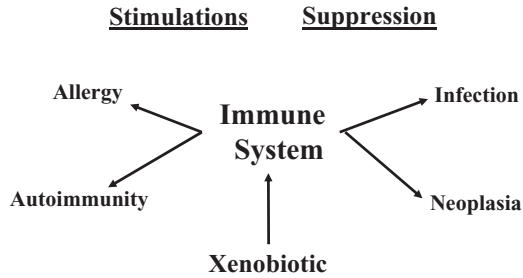 Stimulations Suppression
Allergy
Infection
Immune
System
Autoimmunity
Neoplasia
Xenobiotic